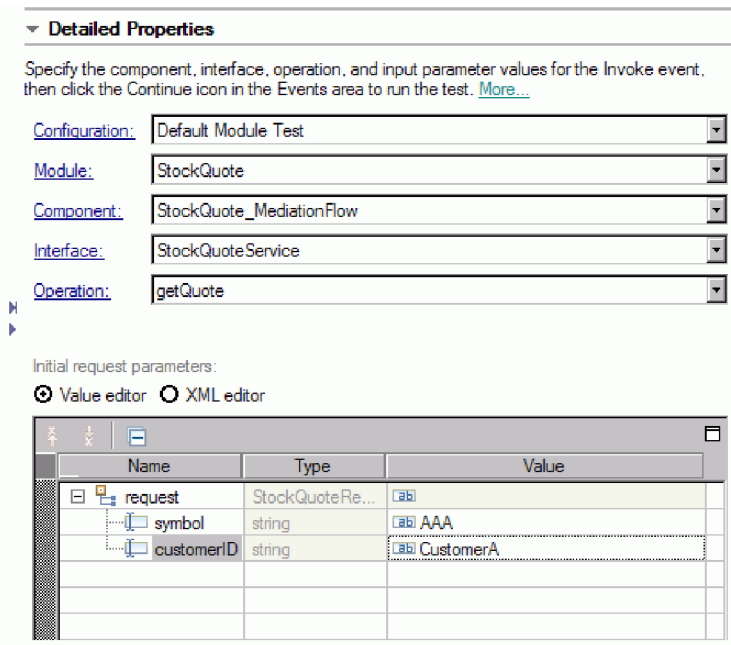 Detailed Properties
Specify the component, interface, operation, and input parameter values for the Invoke event,
then click the Continue icon in the Events area to run the test. More...
Configuration: Default Module Test
Module: StockQuote
Component: StockQuote_MediationFlow
Interface: StockQuoteService
Operation: getQuote
Initial request parameters:
Value editor XML editor
Name Type Value
request StockQuoteRe... ab
symbol string ab AAA
customerID string ab CustomerA